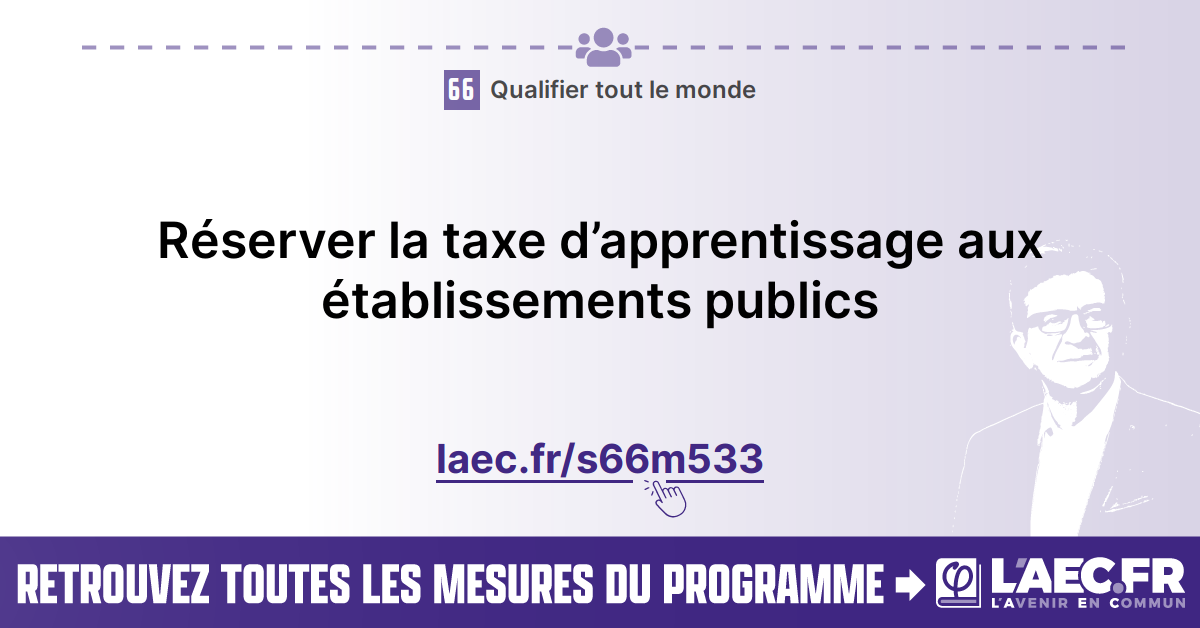 66 Qualifier tout le monde
Réserver la taxe d’apprentissage aux
établissements publics
laec.fr/s66m533
RETROUVEZ TOUTES LES MESURES DU PROGRAMME
φ L'AEC.FR
L'AVENIR EN COMMUN